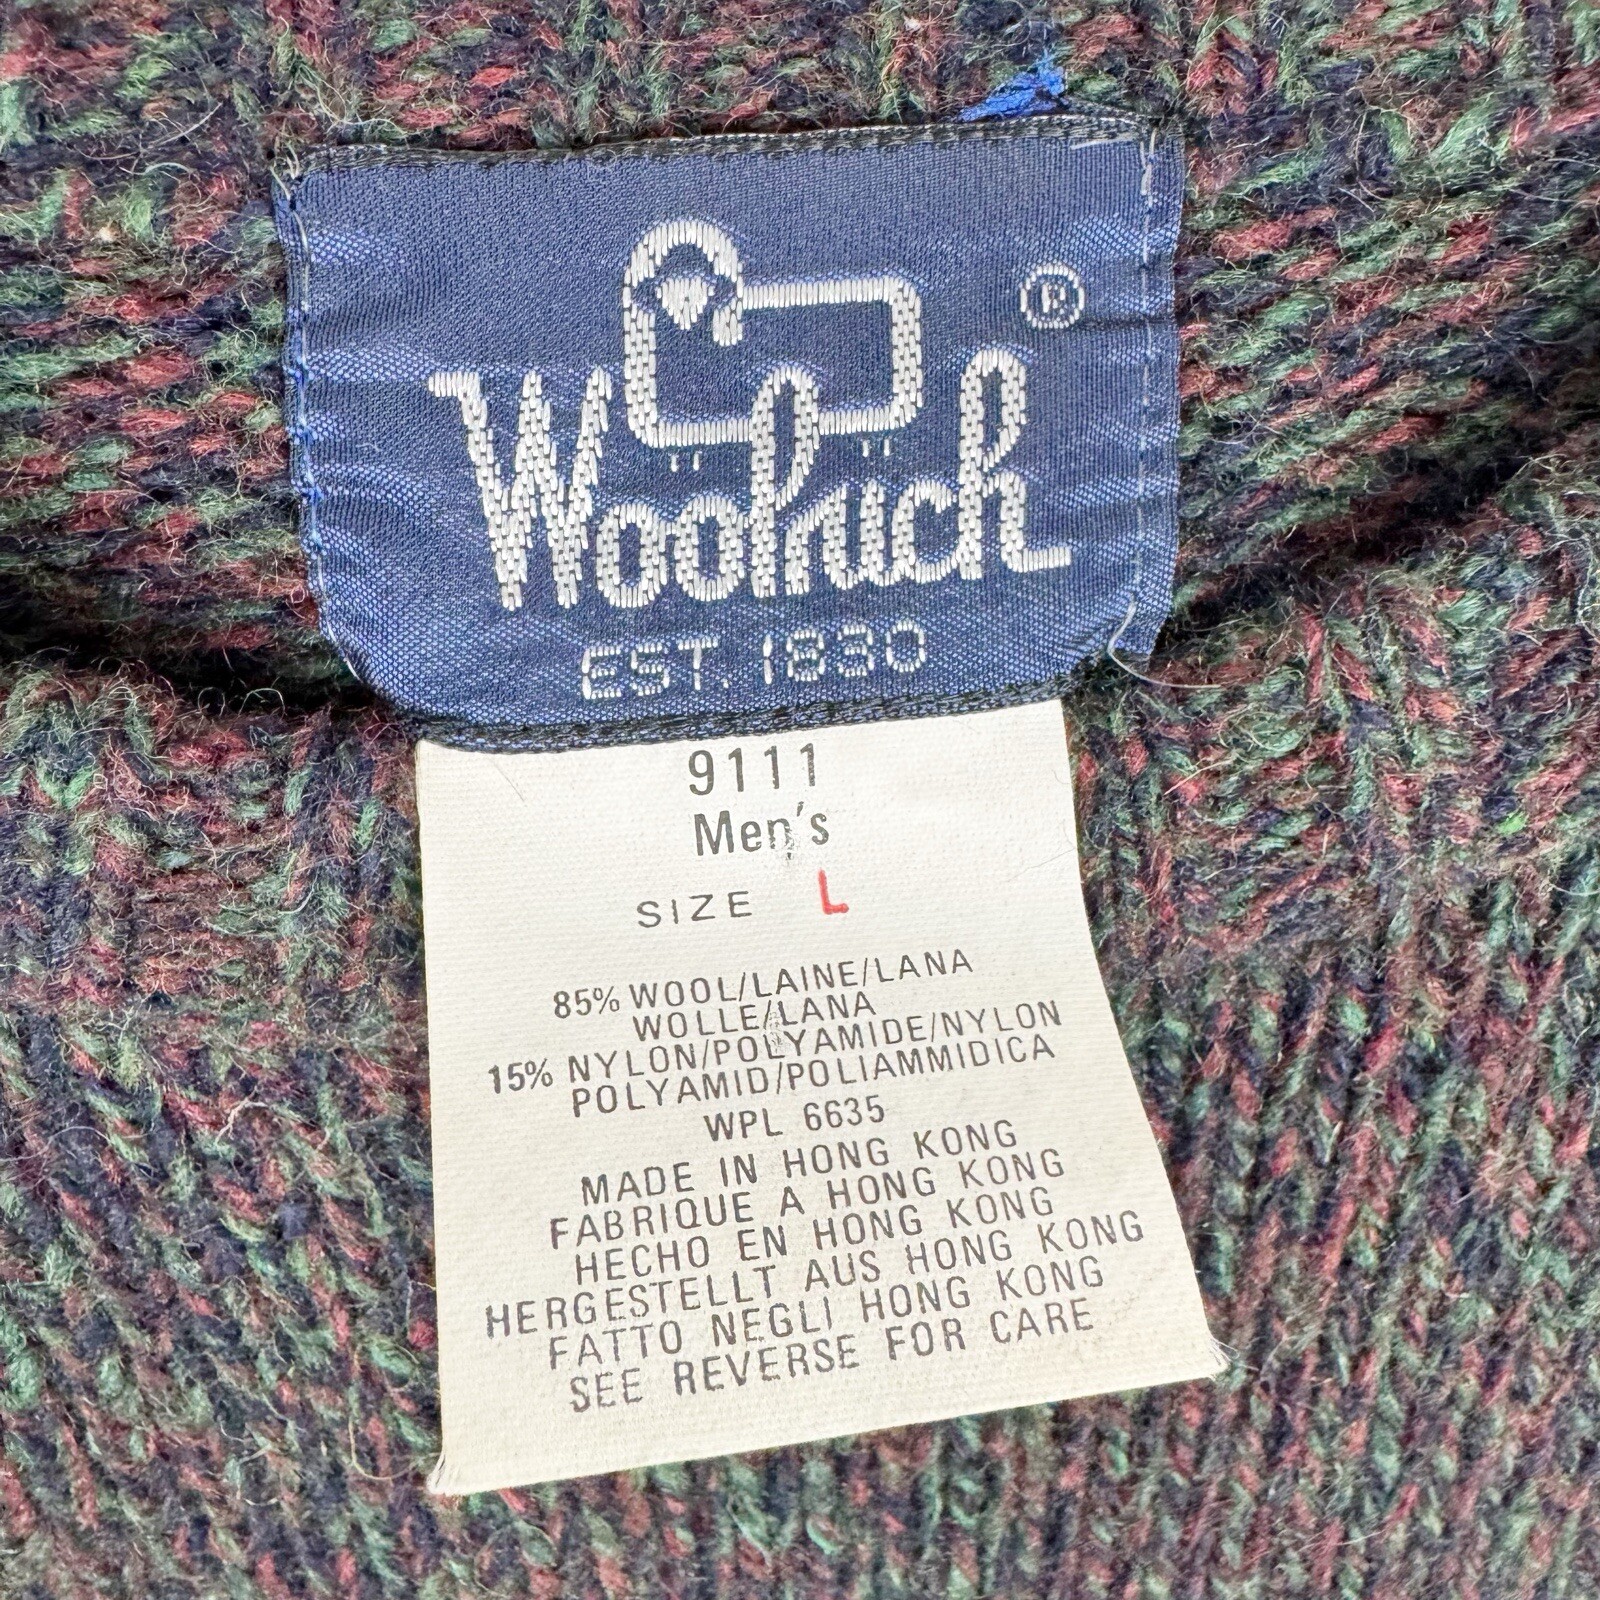 ®
Woolrich
EST. 1830
9111
Men's
SIZE L
85% WOOL/LAINE/LANA
WOLLE/LANA
15% NYLON/POLYAMIDE/NYLON
POLYAMID/POLIAMMIDICA
WPL 6635
MADE IN HONG KONG
FABRIQUE A HONG KONG
HECHO EN HONG KONG
HERGESTELLT AUS HONG KONG
FATTO NEGLI HONG KONG
SEE REVERSE FOR CARE